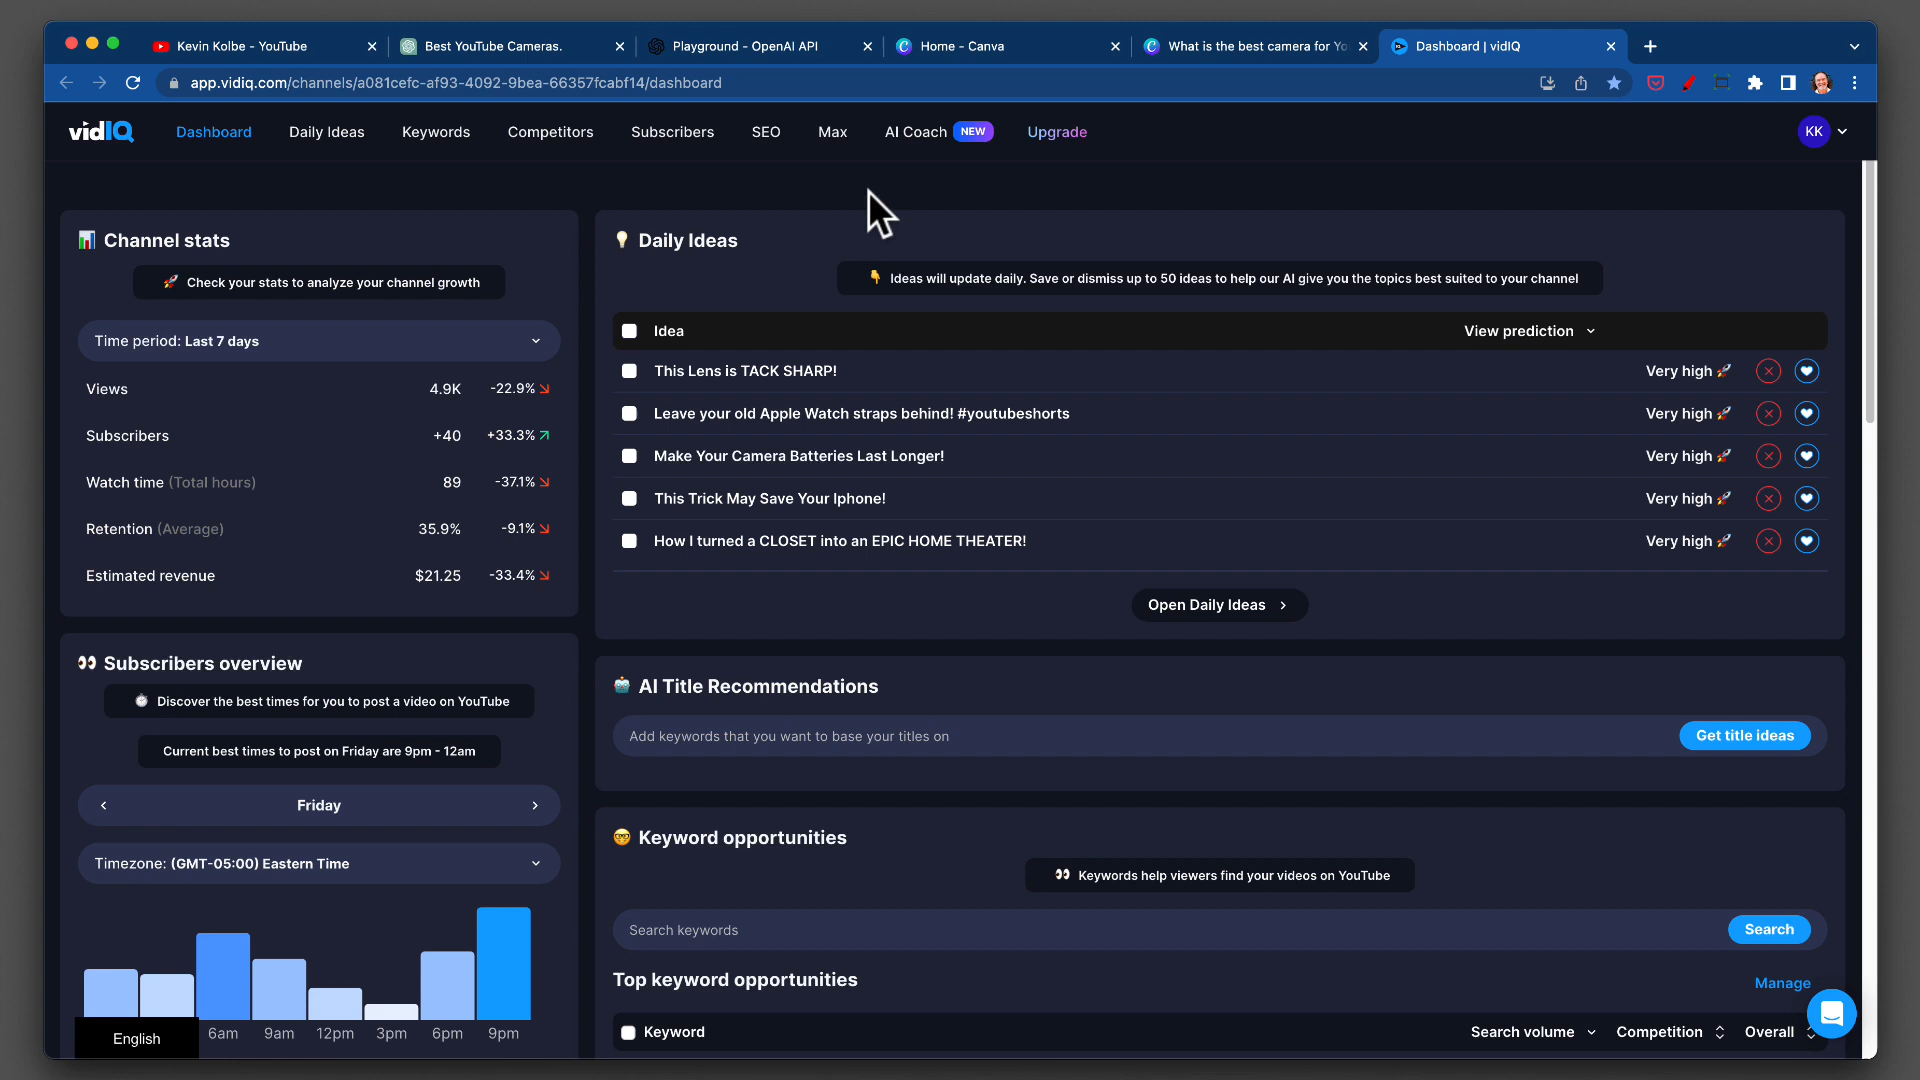 Kevin Kolbe - YouTube
Best YouTube Cameras.
Playground - OpenAI API
Home - Canva
What is the best camera for Yo
Dashboard | vidIQ
app.vidiq.com/channels/a081cefc-af93-4092-9bea-66357fcabf14/dashboard
vidIQ
Dashboard
Daily Ideas
Keywords
Competitors
Subscribers
SEO
Max
AI Coach NEW
Upgrade
KK
Channel stats
Check your stats to analyze your channel growth
Time period: Last 7 days
Views 4.9K -22.9%
Subscribers +40 +33.3%
Watch time (Total hours) 89 -37.1%
Retention (Average) 35.9% -9.1%
Estimated revenue $21.25 -33.4%
Subscribers overview
Discover the best times for you to post a video on YouTube
Current best times to post on Friday are 9pm - 12am
Friday
Timezone: (GMT-05:00) Eastern Time
6am 9am 12pm 3pm 6pm 9pm
English
Daily Ideas
Ideas will update daily. Save or dismiss up to 50 ideas to help our AI give you the topics best suited to your channel
Idea View prediction
This Lens is TACK SHARP! Very high
Leave your old Apple Watch straps behind! #youtubeshorts Very high
Make Your Camera Batteries Last Longer! Very high
This Trick May Save Your Iphone! Very high
How I turned a CLOSET into an EPIC HOME THEATER! Very high
Open Daily Ideas
AI Title Recommendations
Add keywords that you want to base your titles on
Get title ideas
Keyword opportunities
Keywords help viewers find your videos on YouTube
Search keywords
Search
Top keyword opportunities
Manage
Keyword Search volume Competition Overall